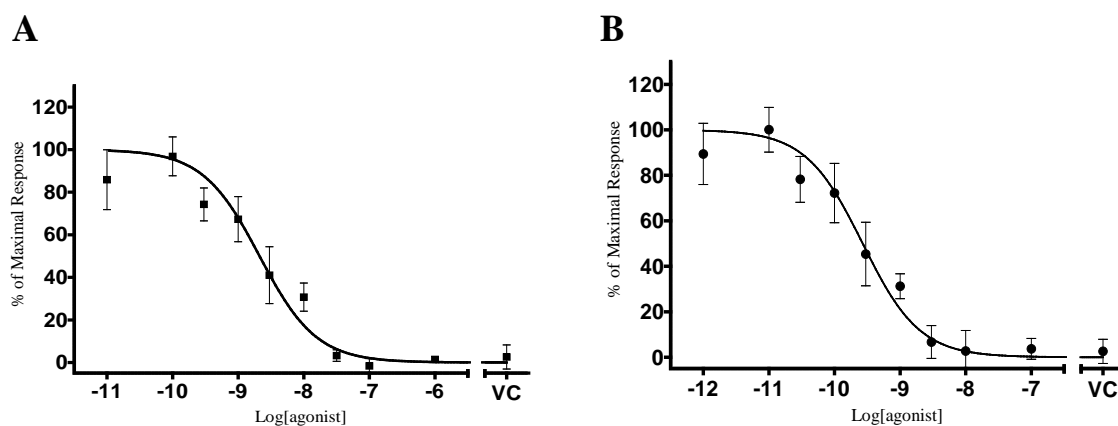 A
120
100
80
60
40
20
0
% of Maximal Response
-11 -10 -9 -8 -7 -6 VC
Log[agonist]
B
120
100
80
60
40
20
0
% of Maximal Response
-12 -11 -10 -9 -8 -7 VC
Log[agonist]